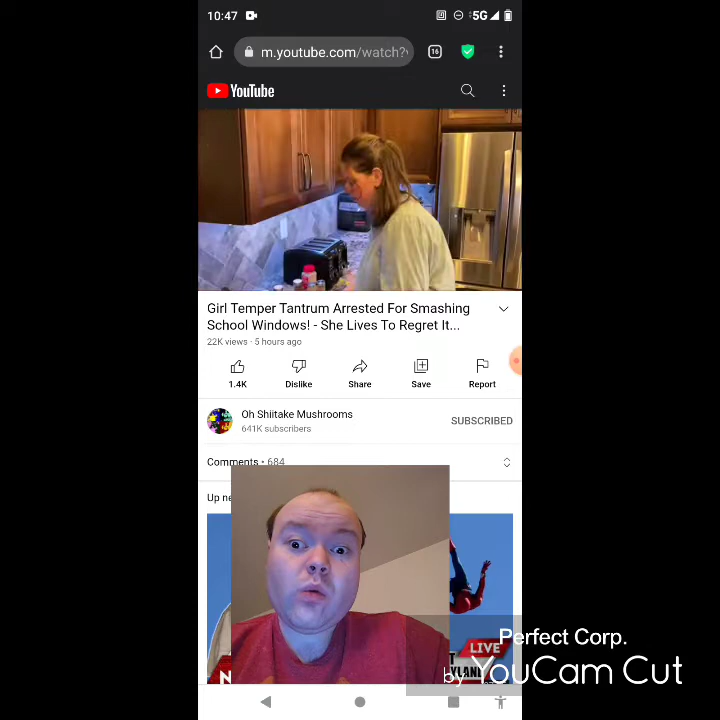 10:47 5G
m.youtube.com/watch?v 16
YouTube
Girl Temper Tantrum Arrested For Smashing
School Windows! - She Lives To Regret It...
22K views · 5 hours ago
1.4K Dislike Share Save Report
Oh Shiitake Mushrooms
641K subscribers
SUBSCRIBED
Comments • 684
Up ne
LIVE
Perfect Corp.
by YouCam Cut